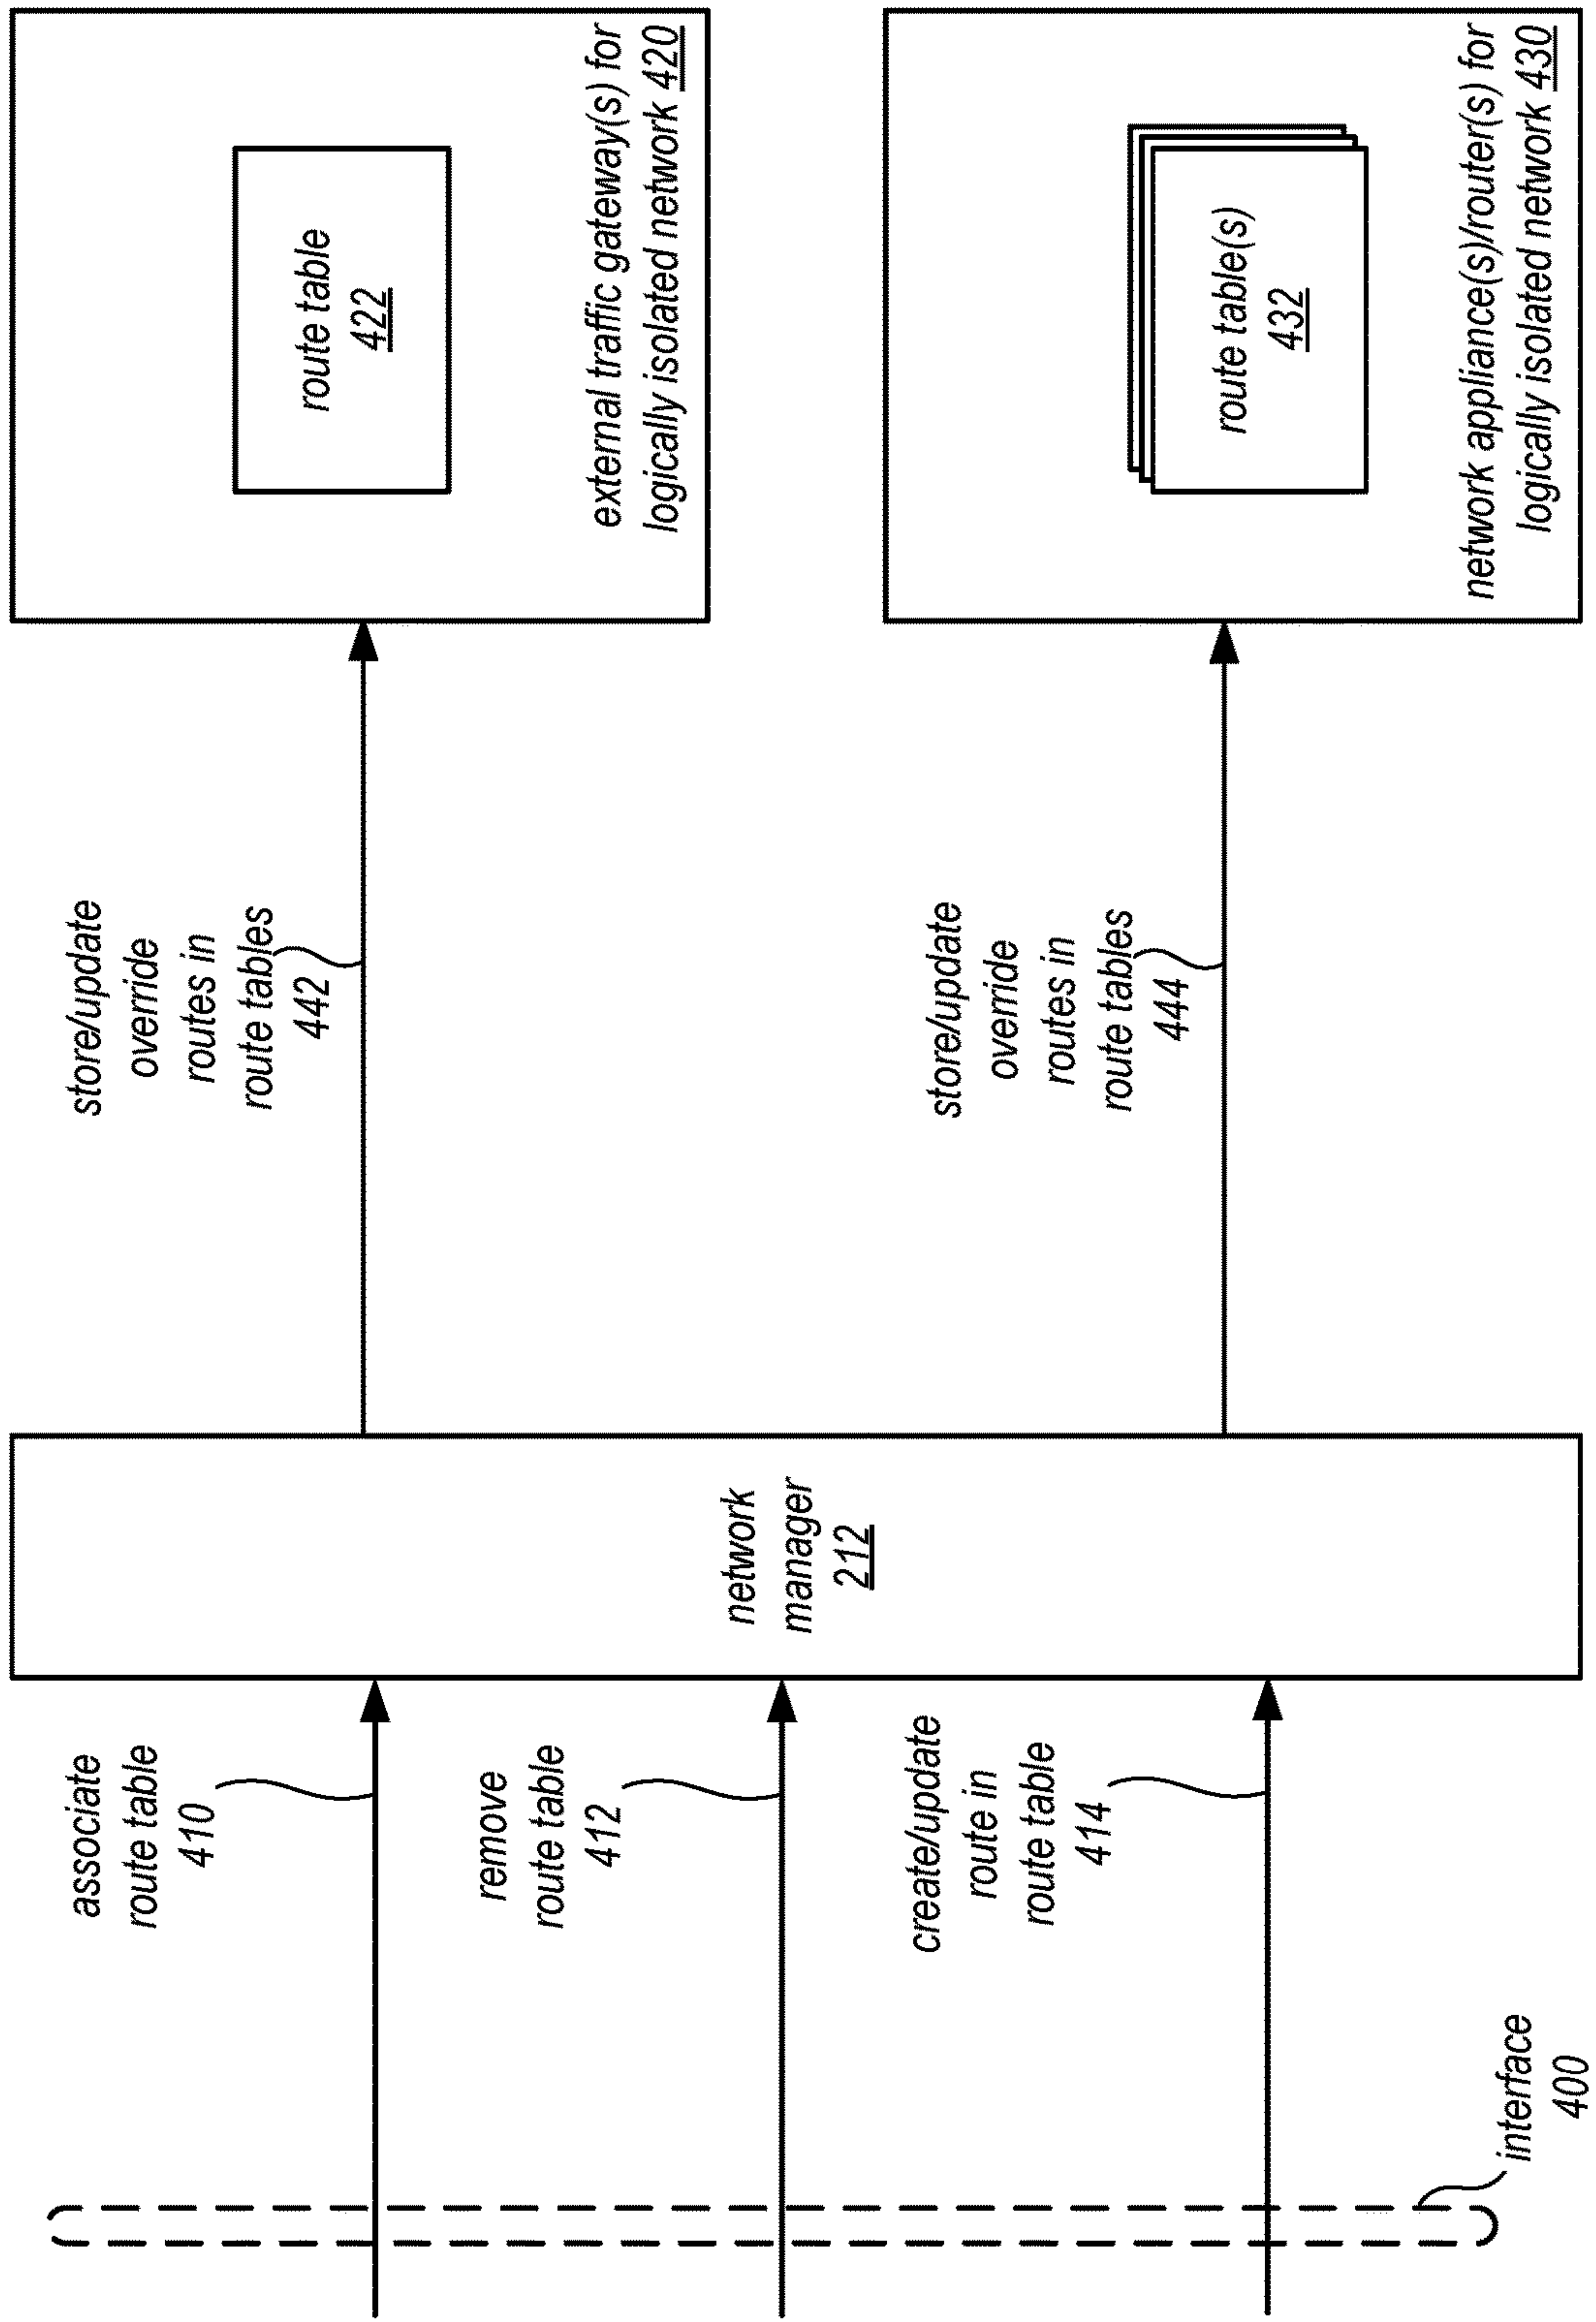 interface
400
associate
route table
410
remove
route table
412
create/update
route in
route table
414
network
manager
212
store/update
override
routes in
route tables
442
store/update
override
routes in
route tables
444
route table
422
external traffic gateway(s) for
logically isolated network 420
route table(s)
432
network appliance(s)/router(s) for
logically isolated network 430